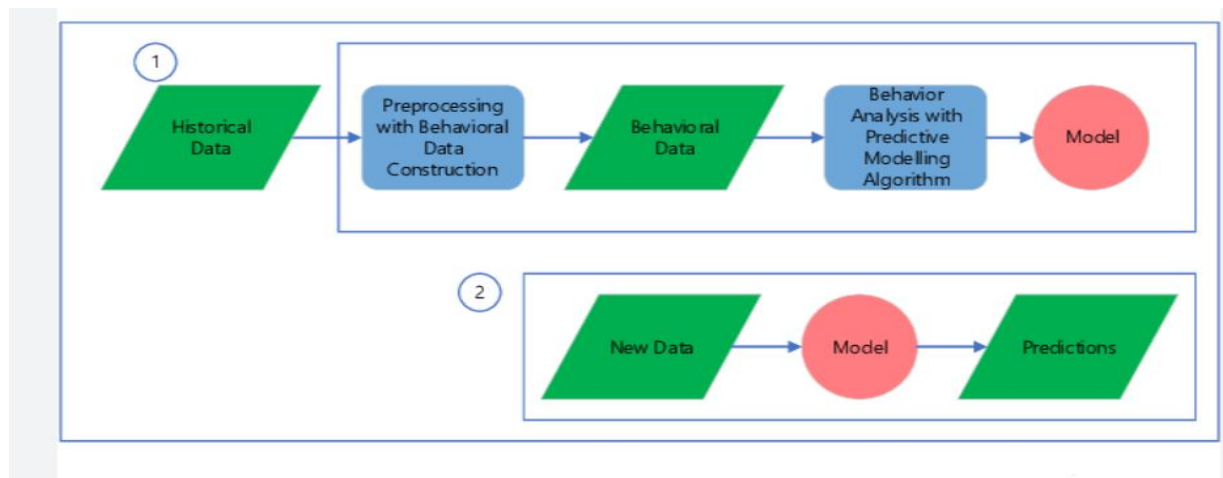 1
Historical
Data
Preprocessing
with Behavioral
Data
Construction
Behavioral
Data
Behavior
Analysis with
Predictive
Modelling
Algorithm
Model
2
New Data
Model
Predictions